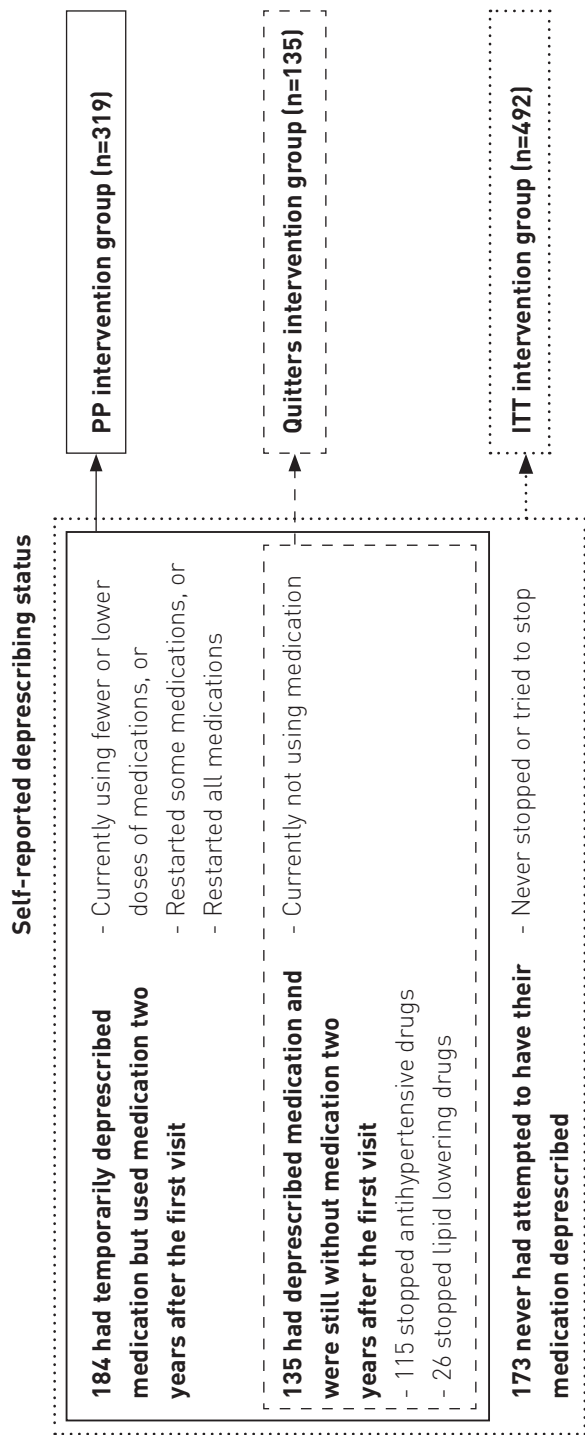 Self-reported deprescribing status
184 had temporarily deprescribed
medication but used medication two
years after the first visit
- Currently using fewer or lower
doses of medications, or
- Restarted some medications, or
- Restarted all medications
PP intervention group (n=319)
135 had deprescribed medication and
were still without medication two
years after the first visit
- 115 stopped antihypertensive drugs
- 26 stopped lipid lowering drugs
- Currently not using medication
Quitters intervention group (n=135)
173 never had attempted to have their
medication deprescribed
- Never stopped or tried to stop
ITT intervention group (n=492)